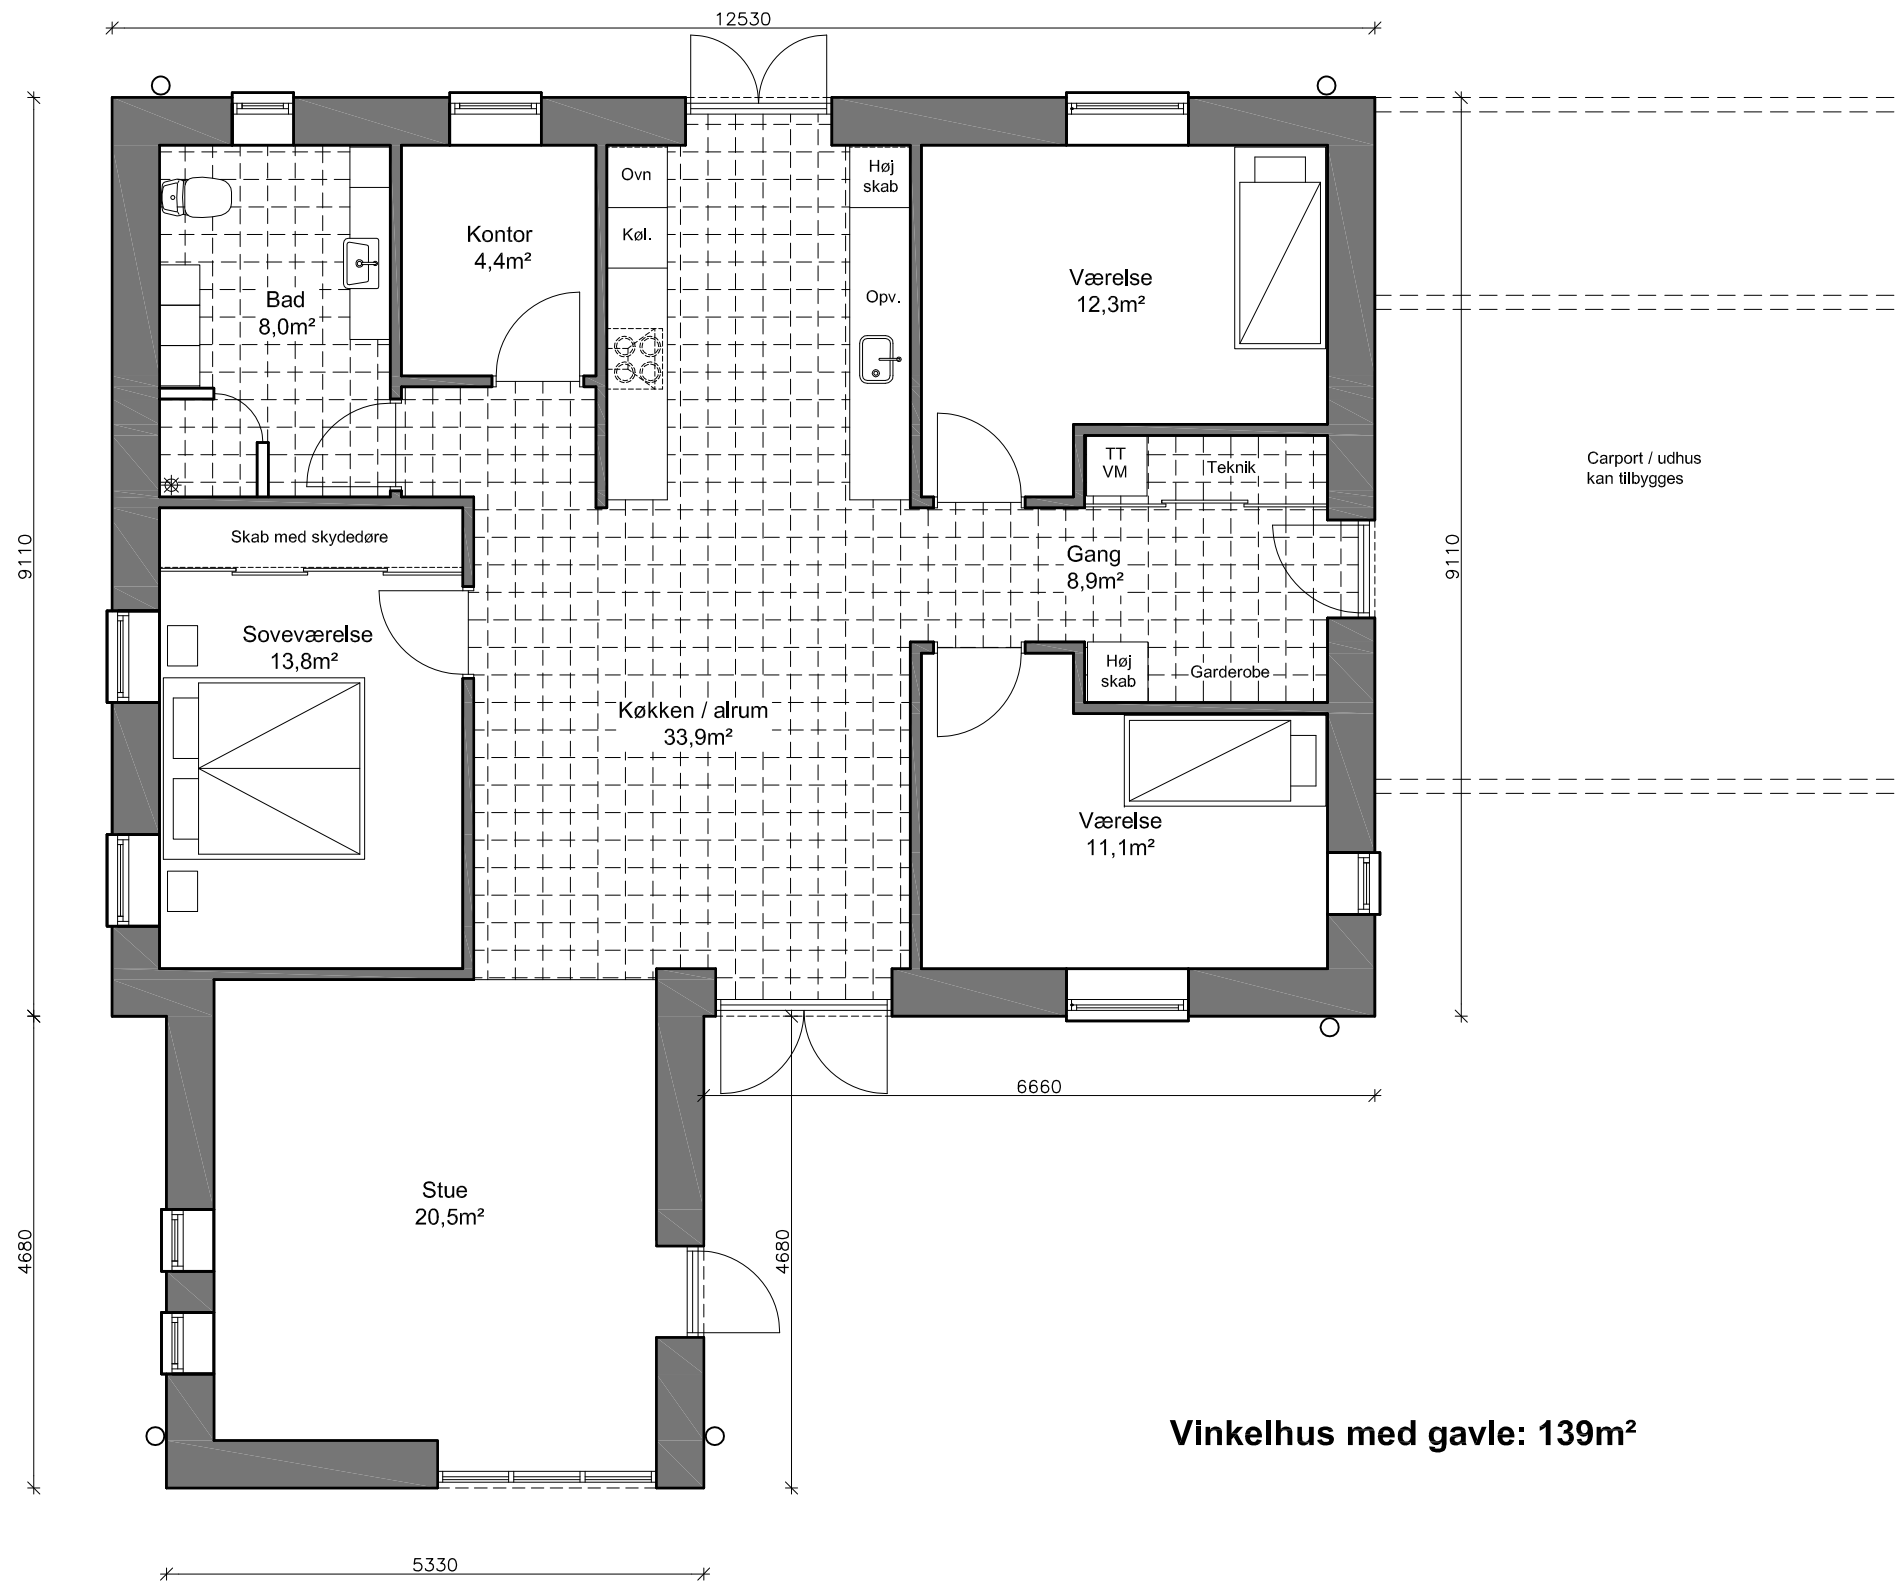 12530
Ovn
Høj
skab
Køl.
Kontor
4,4m²
Værelse
12,3m²
Opv.
Bad
8,0m²
TT
VM
Teknik
Carport / udhus
kan tilbygges
Skab med skydedøre
9110
9110
Gang
8,9m²
Soveværelse
13,8m²
Høj
skab
Garderobe
Køkken / alrum
33,9m²
Værelse
11,1m²
6660
Stue
20,5m²
4680
4680
Vinkelhus med gavle: 139m²
5330